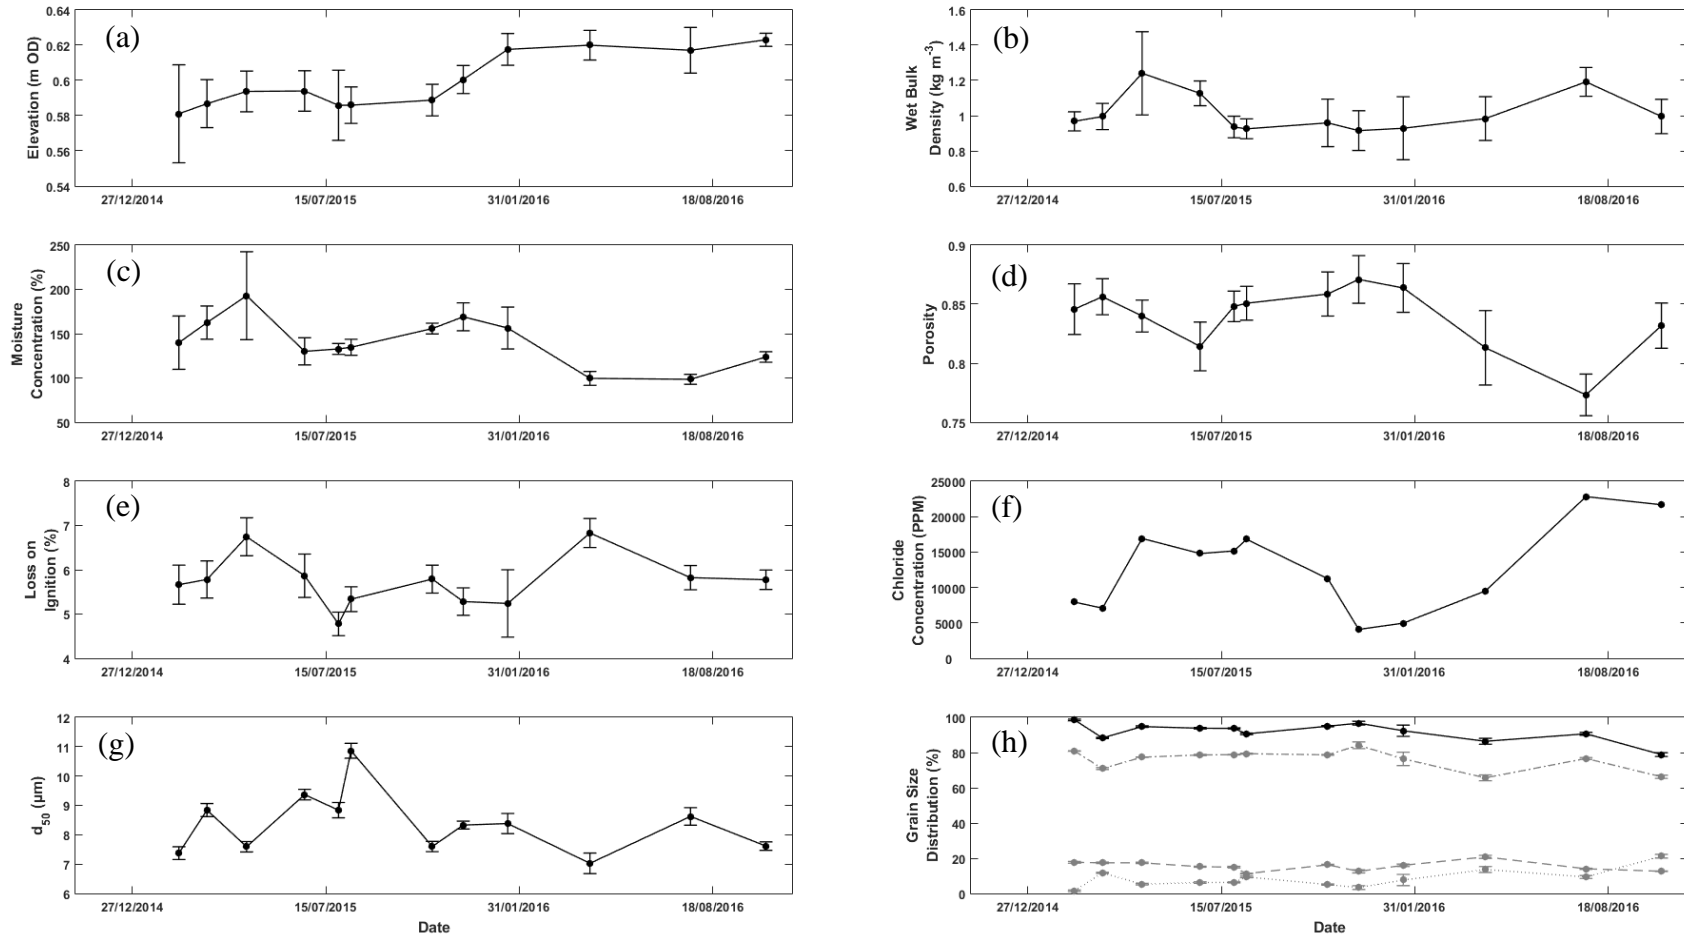 (a)
Elevation (m OD)
0.64
0.62
0.6
0.58
0.56
0.54
27/12/2014 15/07/2015 31/01/2016 18/08/2016
(b)
Wet Bulk
Density (kg m⁻³)
1.6
1.4
1.2
1
0.8
0.6
27/12/2014 15/07/2015 31/01/2016 18/08/2016
(c)
Moisture
Concentration (%)
250
200
150
100
50
27/12/2014 15/07/2015 31/01/2016 18/08/2016
(d)
Porosity
0.9
0.85
0.8
0.75
27/12/2014 15/07/2015 31/01/2016 18/08/2016
(e)
Loss on
Ignition (%)
8
7
6
5
4
27/12/2014 15/07/2015 31/01/2016 18/08/2016
(f)
Chloride
Concentration (PPM)
25000
20000
15000
10000
5000
0
27/12/2014 15/07/2015 31/01/2016 18/08/2016
(g)
d₅₀ (μm)
12
11
10
9
8
7
6
27/12/2014 15/07/2015 31/01/2016 18/08/2016
Date
(h)
Grain Size
Distribution (%)
100
80
60
40
20
0
27/12/2014 15/07/2015 31/01/2016 18/08/2016
Date